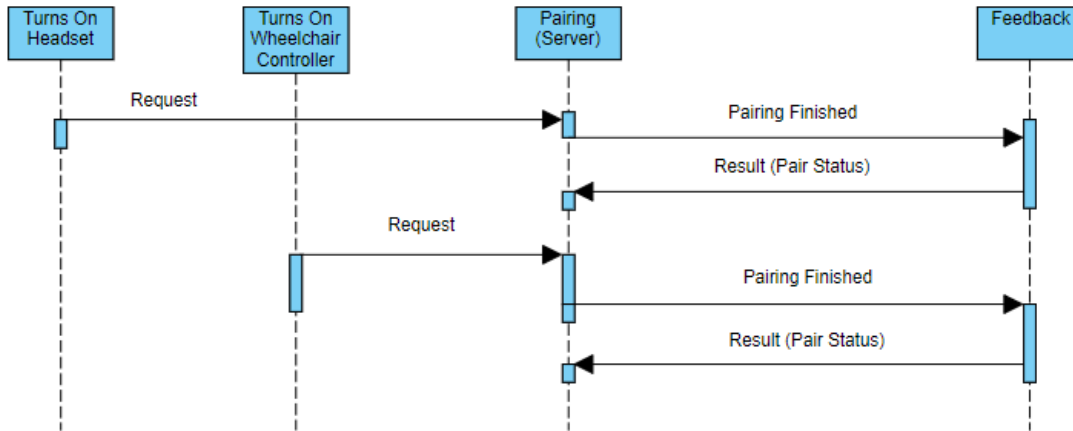 Turns On
Headset
Turns On
Wheelchair
Controller
Pairing
(Server)
Feedback
Request
Pairing Finished
Result (Pair Status)
Request
Pairing Finished
Result (Pair Status)